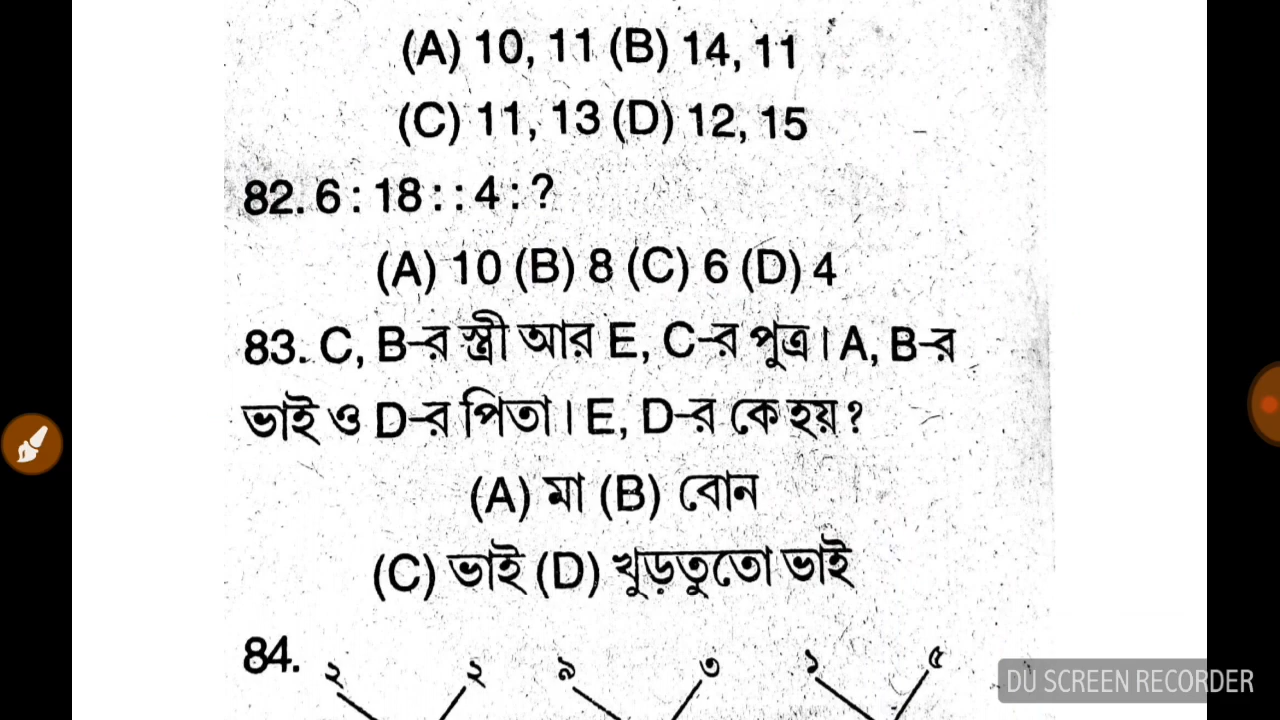 (A) 10, 11 (B) 14, 11
(C) 11, 13 (D) 12, 15
82. 6 : 18 : : 4 : ?
(A) 10 (B) 8 (C) 6 (D) 4
83. C, B-র স্ত্রী আর E, C-র পুত্র। A, B-র
ভাই ও D-র পিতা। E, D-র কে হয়?
(A) মা (B) বোন
(C) ভাই (D) খুড়তুতো ভাই
84.
২ ২ ৯ ৩ ১ ৫
DU SCREEN RECORDER